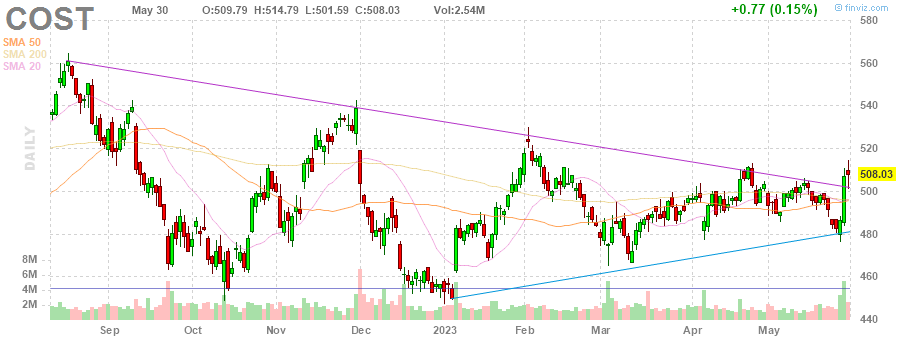 COST May 30 O:509.79 H:514.79 L:501.59 C:508.03 Vol:2.54M +0.77 (0.15%) © finviz.com
SMA 50
SMA 200
SMA 20
DAILY
580
560
540
520
508.03
500
480
460
440
8M
6M
4M
2M
Sep Oct Nov Dec 2023 Feb Mar Apr May